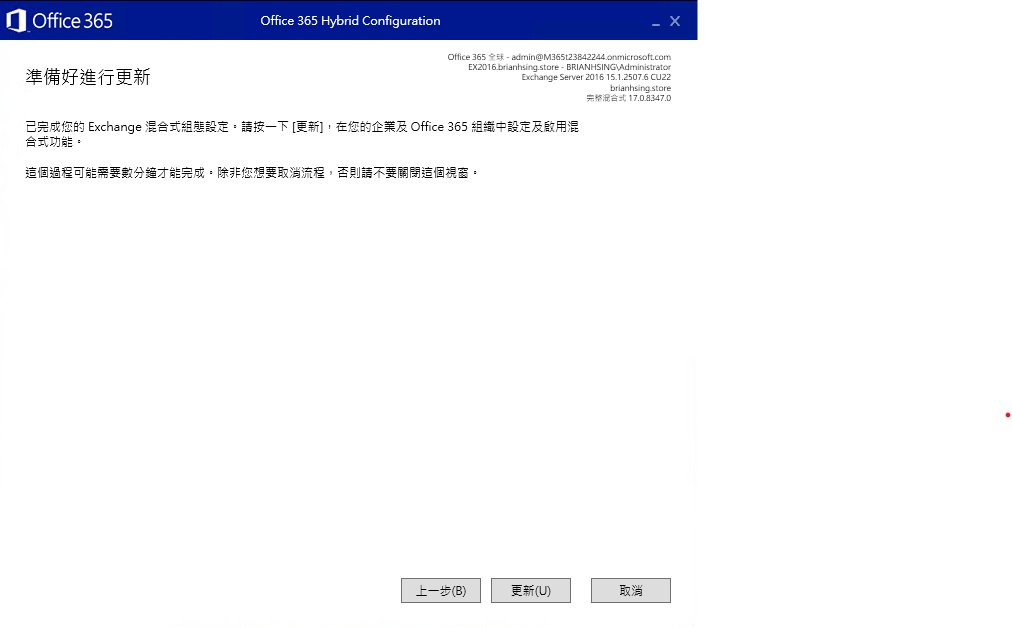 Office 365
Office 365 Hybrid Configuration
Office 365 全球 - admin@M365t23842244.onmicrosoft.com
EX2016.brianhsing.store - BRIANHSING\Administrator
Exchange Server 2016 15.1.2507.6 CU22
brianhsing.store
完整混合式 17.0.8347.0
準備好進行更新
已完成您的 Exchange 混合式組態設定。請按一下 [更新]，在您的企業及 Office 365 組織中設定及啟用混
合式功能。
這個過程可能需要數分鐘才能完成。除非您想要取消流程，否則請不要關閉這個視窗。
上一步(B)
更新(U)
取消